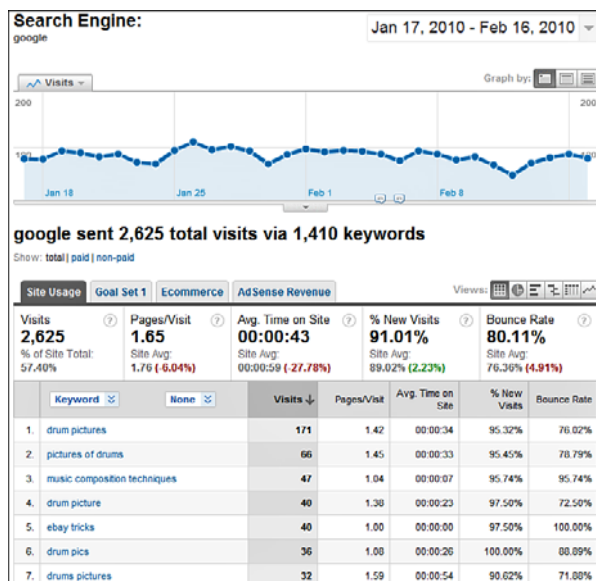 Search Engine:
google
Jan 17, 2010 - Feb 16, 2010
Visits
Graph by:
200 200
100 100
Jan 18 Jan 25 Feb 1 Feb 8
google sent 2,625 total visits via 1,410 keywords
Show: total | paid | non-paid
Site Usage Goal Set 1 Ecommerce AdSense Revenue Views:
Visits ? Pages/Visit ? Avg. Time on Site ? % New Visits ? Bounce Rate ?
2,625 1.65 00:00:43 91.01% 80.11%
% of Site Total: Site Avg: Site Avg: Site Avg: Site Avg:
57.40% 1.76 (-6.04%) 00:00:59 (-27.78%) 89.02% (2.23%) 76.36% (4.91%)
Keyword None Visits Pages/Visit Avg. Time on Site % New Visits Bounce Rate
1. drum pictures 171 1.42 00:00:34 95.32% 76.02%
2. pictures of drums 66 1.45 00:00:33 95.45% 78.79%
3. music composition techniques 47 1.04 00:00:07 95.74% 95.74%
4. drum picture 40 1.38 00:00:23 97.50% 72.50%
5. ebay tricks 40 1.00 00:00:00 97.50% 100.00%
6. drum pics 36 1.08 00:00:26 100.00% 88.89%
7. drums pictures 32 1.59 00:00:54 90.62% 71.88%